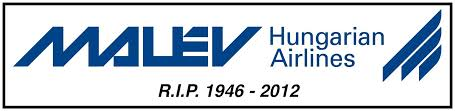 MALÉV Hungarian
Airlines
R.I.P. 1946 - 2012